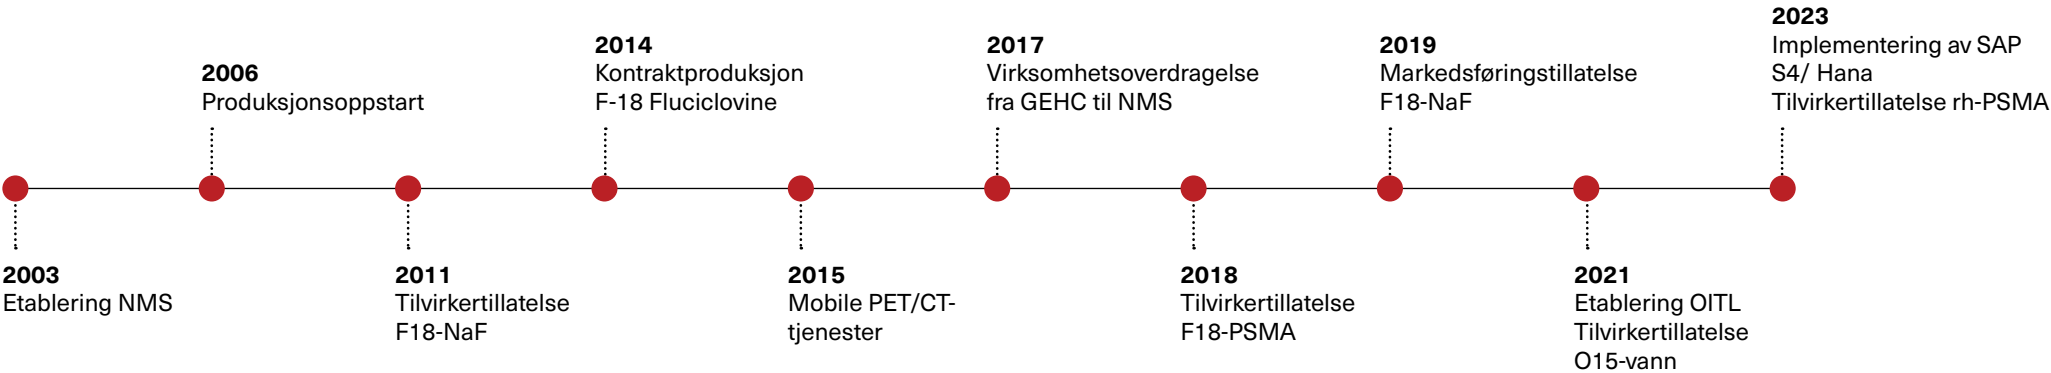 2003
Etablering NMS
2006
Produksjonsoppstart
2011
Tilvirkertillatelse
F18-NaF
2014
Kontraktproduksjon
F-18 Fluciclovine
2015
Mobile PET/CT-
tjenester
2017
Virksomhetsoverdragelse
fra GEHC til NMS
2018
Tilvirkertillatelse
F18-PSMA
2019
Markedsføringstillatelse
F18-NaF
2021
Etablering OITL
Tilvirkertillatelse
O15-vann
2023
Implementering av SAP
S4/ Hana
Tilvirkertillatelse rh-PSMA